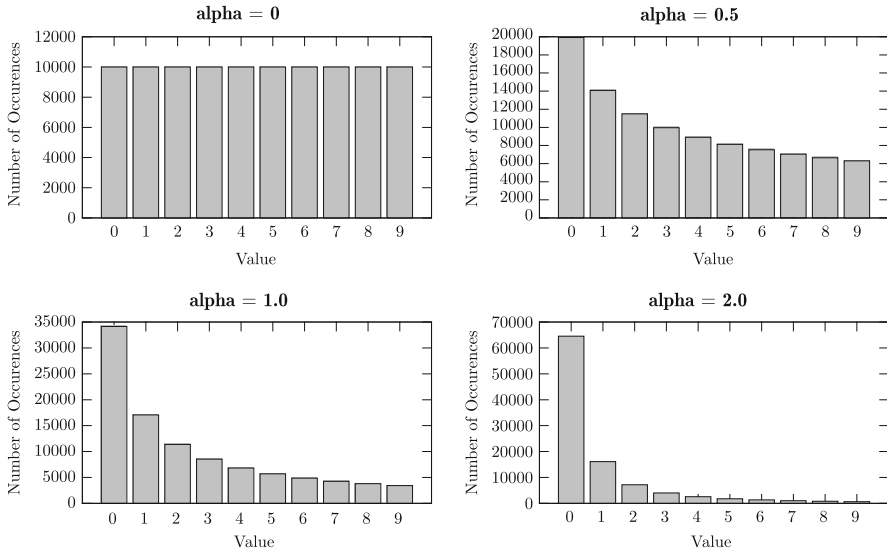 alpha = 0
12000
10000
8000
6000
4000
2000
0
Number of Occurences
0 1 2 3 4 5 6 7 8 9
Value
alpha = 0.5
20000
18000
16000
14000
12000
10000
8000
6000
4000
2000
0
Number of Occurences
0 1 2 3 4 5 6 7 8 9
Value
alpha = 1.0
35000
30000
25000
20000
15000
10000
5000
0
Number of Occurences
0 1 2 3 4 5 6 7 8 9
Value
alpha = 2.0
70000
60000
50000
40000
30000
20000
10000
0
Number of Occurences
0 1 2 3 4 5 6 7 8 9
Value